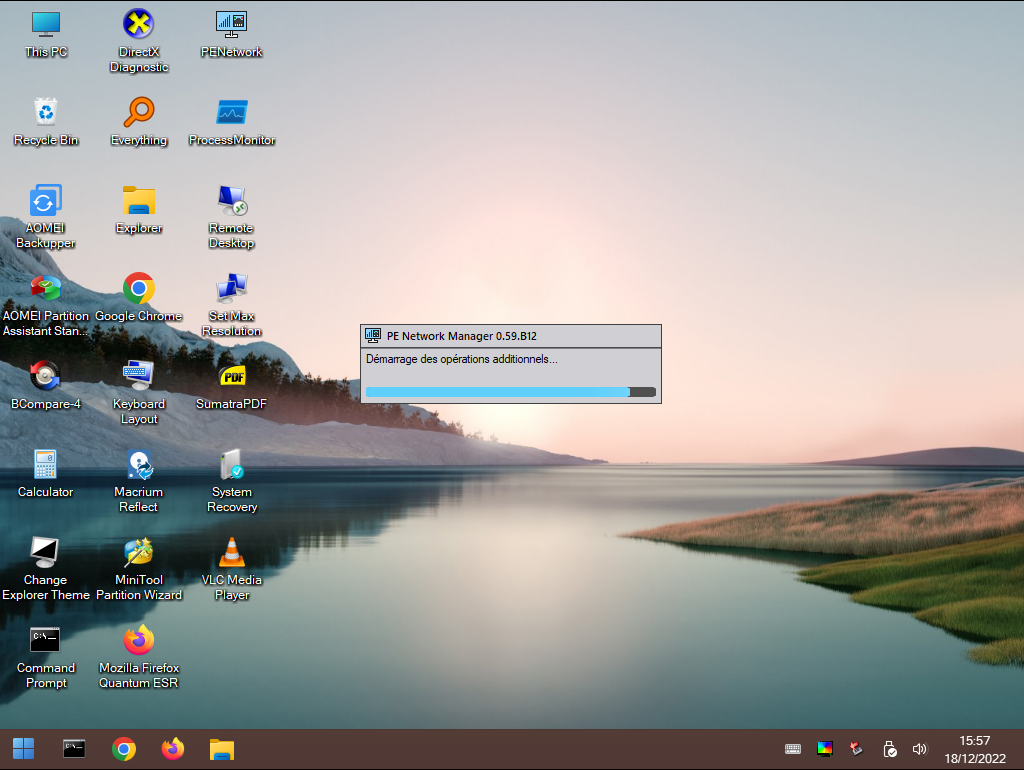 This PC
DirectX
Diagnostic
PENetwork
Recycle Bin
Everything
ProcessMonitor
AOMEI
Backupper
Explorer
Remote
Desktop
AOMEI Partition
Assistant Stan...
Google Chrome
Set Max
Resolution
PE Network Manager 0.59.B12
Démarrage des opérations additionnels...
BCompare-4
Keyboard
Layout
PDF
SumatraPDF
Calculator
Macrium
Reflect
System
Recovery
Change
Explorer Theme
MiniTool
Partition Wizard
VLC Media
Player
C:\_
Command
Prompt
Mozilla Firefox
Quantum ESR
C:\_
15:57
18/12/2022